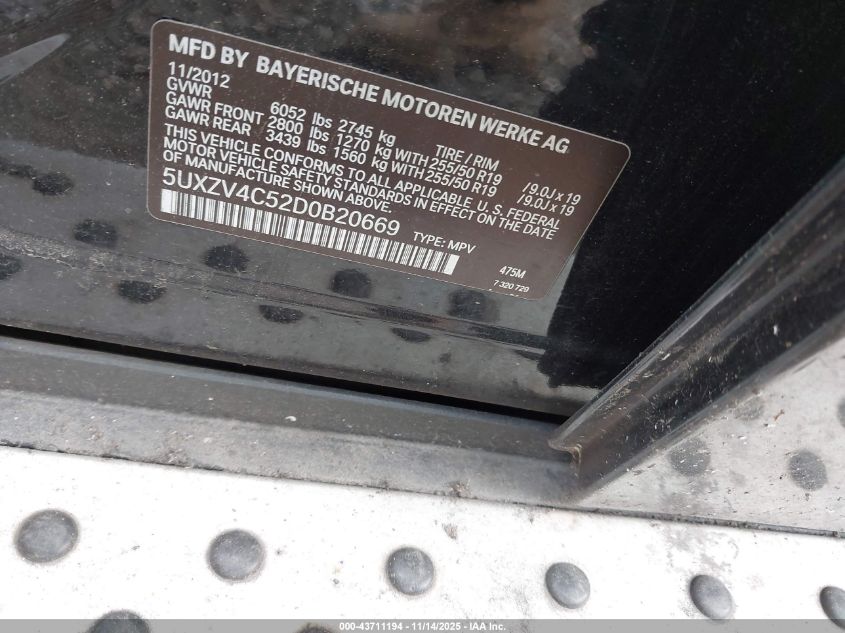 MFD BY BAYERISCHE MOTOREN WERKE AG
11/2012
GVWR 6052 lbs 2745 kg TIRE / RIM
GAWR FRONT 2800 lbs 1270 kg WITH 255/50 R19 /9.0J x 19
GAWR REAR 3439 lbs 1560 kg WITH 255/50 R19 /9.0J x 19
THIS VEHICLE CONFORMS TO ALL APPLICABLE U.S. FEDERAL
MOTOR VEHICLE SAFETY STANDARDS IN EFFECT ON THE DATE
OF MANUFACTURE SHOWN ABOVE.
5UXZV4C52D0B20669 TYPE: MPV
475M
7 320 729
000-43711194 - 11/14/2025 - IAA Inc.